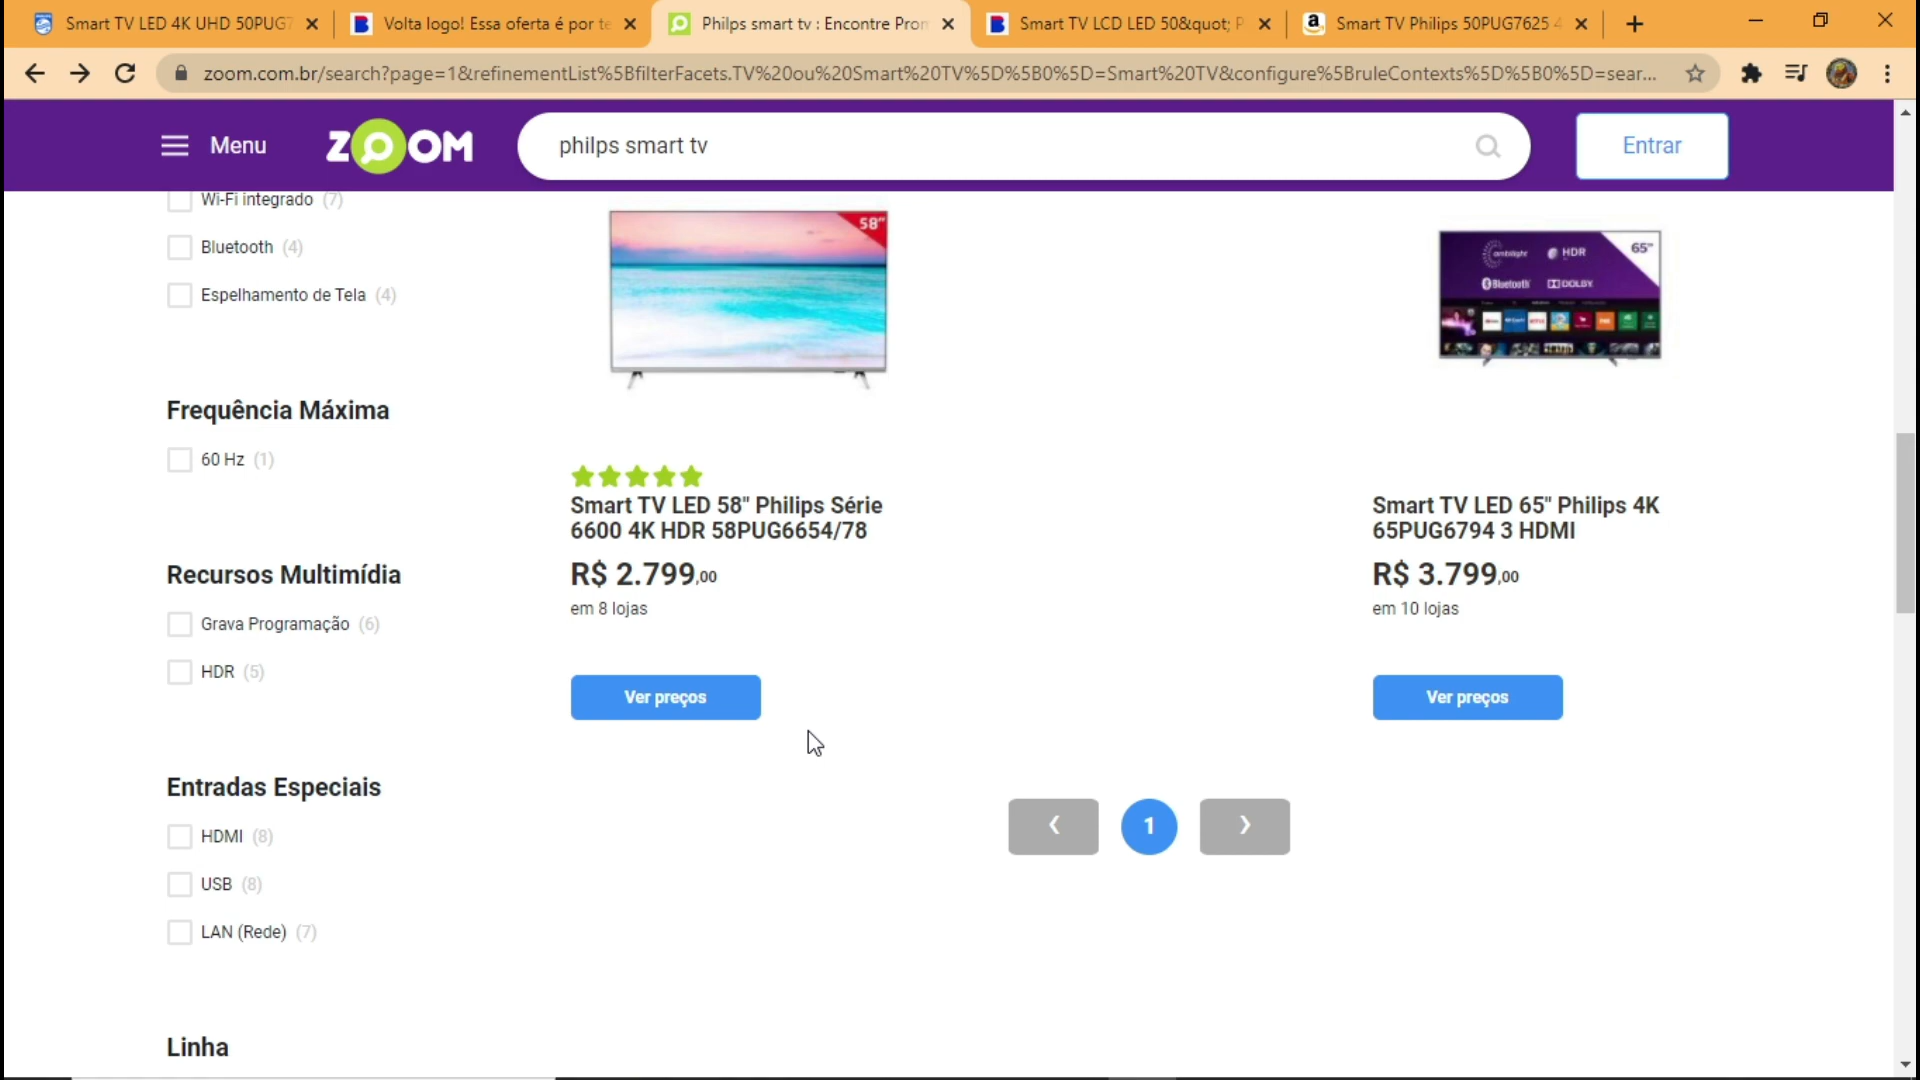 Smart TV LED 4K UHD 50PUG7
Volta logo! Essa oferta é por te
Philps smart tv : Encontre Pron
Smart TV LCD LED 50&quot; P
Smart TV Philips 50PUG7625 4
zoom.com.br/search?page=1&refinementList%5BfilterFacets.TV%20ou%20Smart%20TV%5D%5B0%5D=Smart%20TV&configure%5BruleContexts%5D%5B0%5D=sear...
Menu
ZOOM
philps smart tv
Entrar
Wi-Fi integrado (7)
Bluetooth (4)
Espelhamento de Tela (4)
Frequência Máxima
60 Hz (1)
Recursos Multimídia
Grava Programação (6)
HDR (5)
Entradas Especiais
HDMI (8)
USB (8)
LAN (Rede) (7)
Linha
58"
Smart TV LED 58" Philips Série
6600 4K HDR 58PUG6654/78
R$ 2.799,00
em 8 lojas
Ver preços
ambilight HDR 65"
Bluetooth DOLBY
Smart TV LED 65" Philips 4K
65PUG6794 3 HDMI
R$ 3.799,00
em 10 lojas
Ver preços
1